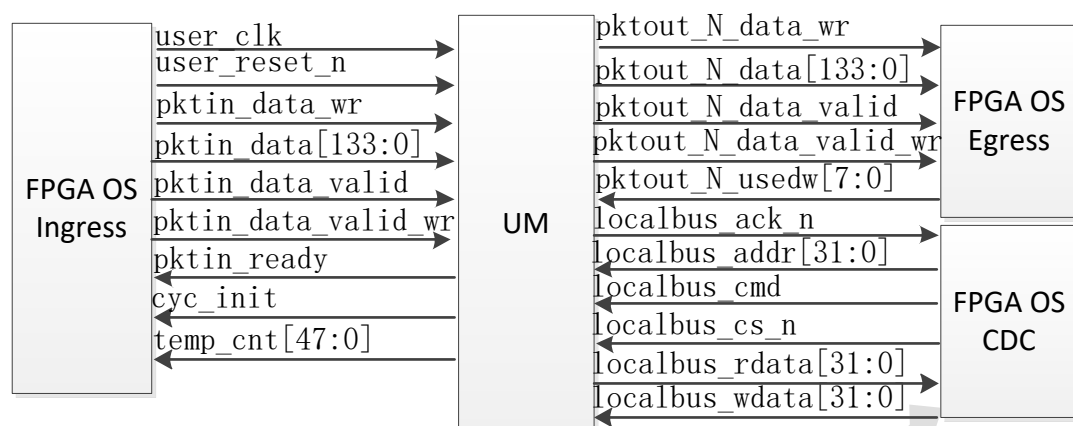 FPGA OS
Ingress
user_clk
user_reset_n
pktin_data_wr
pktin_data[133:0]
pktin_data_valid
pktin_data_valid_wr
pktin_ready
cyc_init
temp_cnt[47:0]
UM
pktout_N_data_wr
pktout_N_data[133:0]
pktout_N_data_valid
pktout_N_data_valid_wr
pktout_N_usedw[7:0]
localbus_ack_n
localbus_addr[31:0]
localbus_cmd
localbus_cs_n
localbus_rdata[31:0]
localbus_wdata[31:0]
FPGA OS
Egress
FPGA OS
CDC